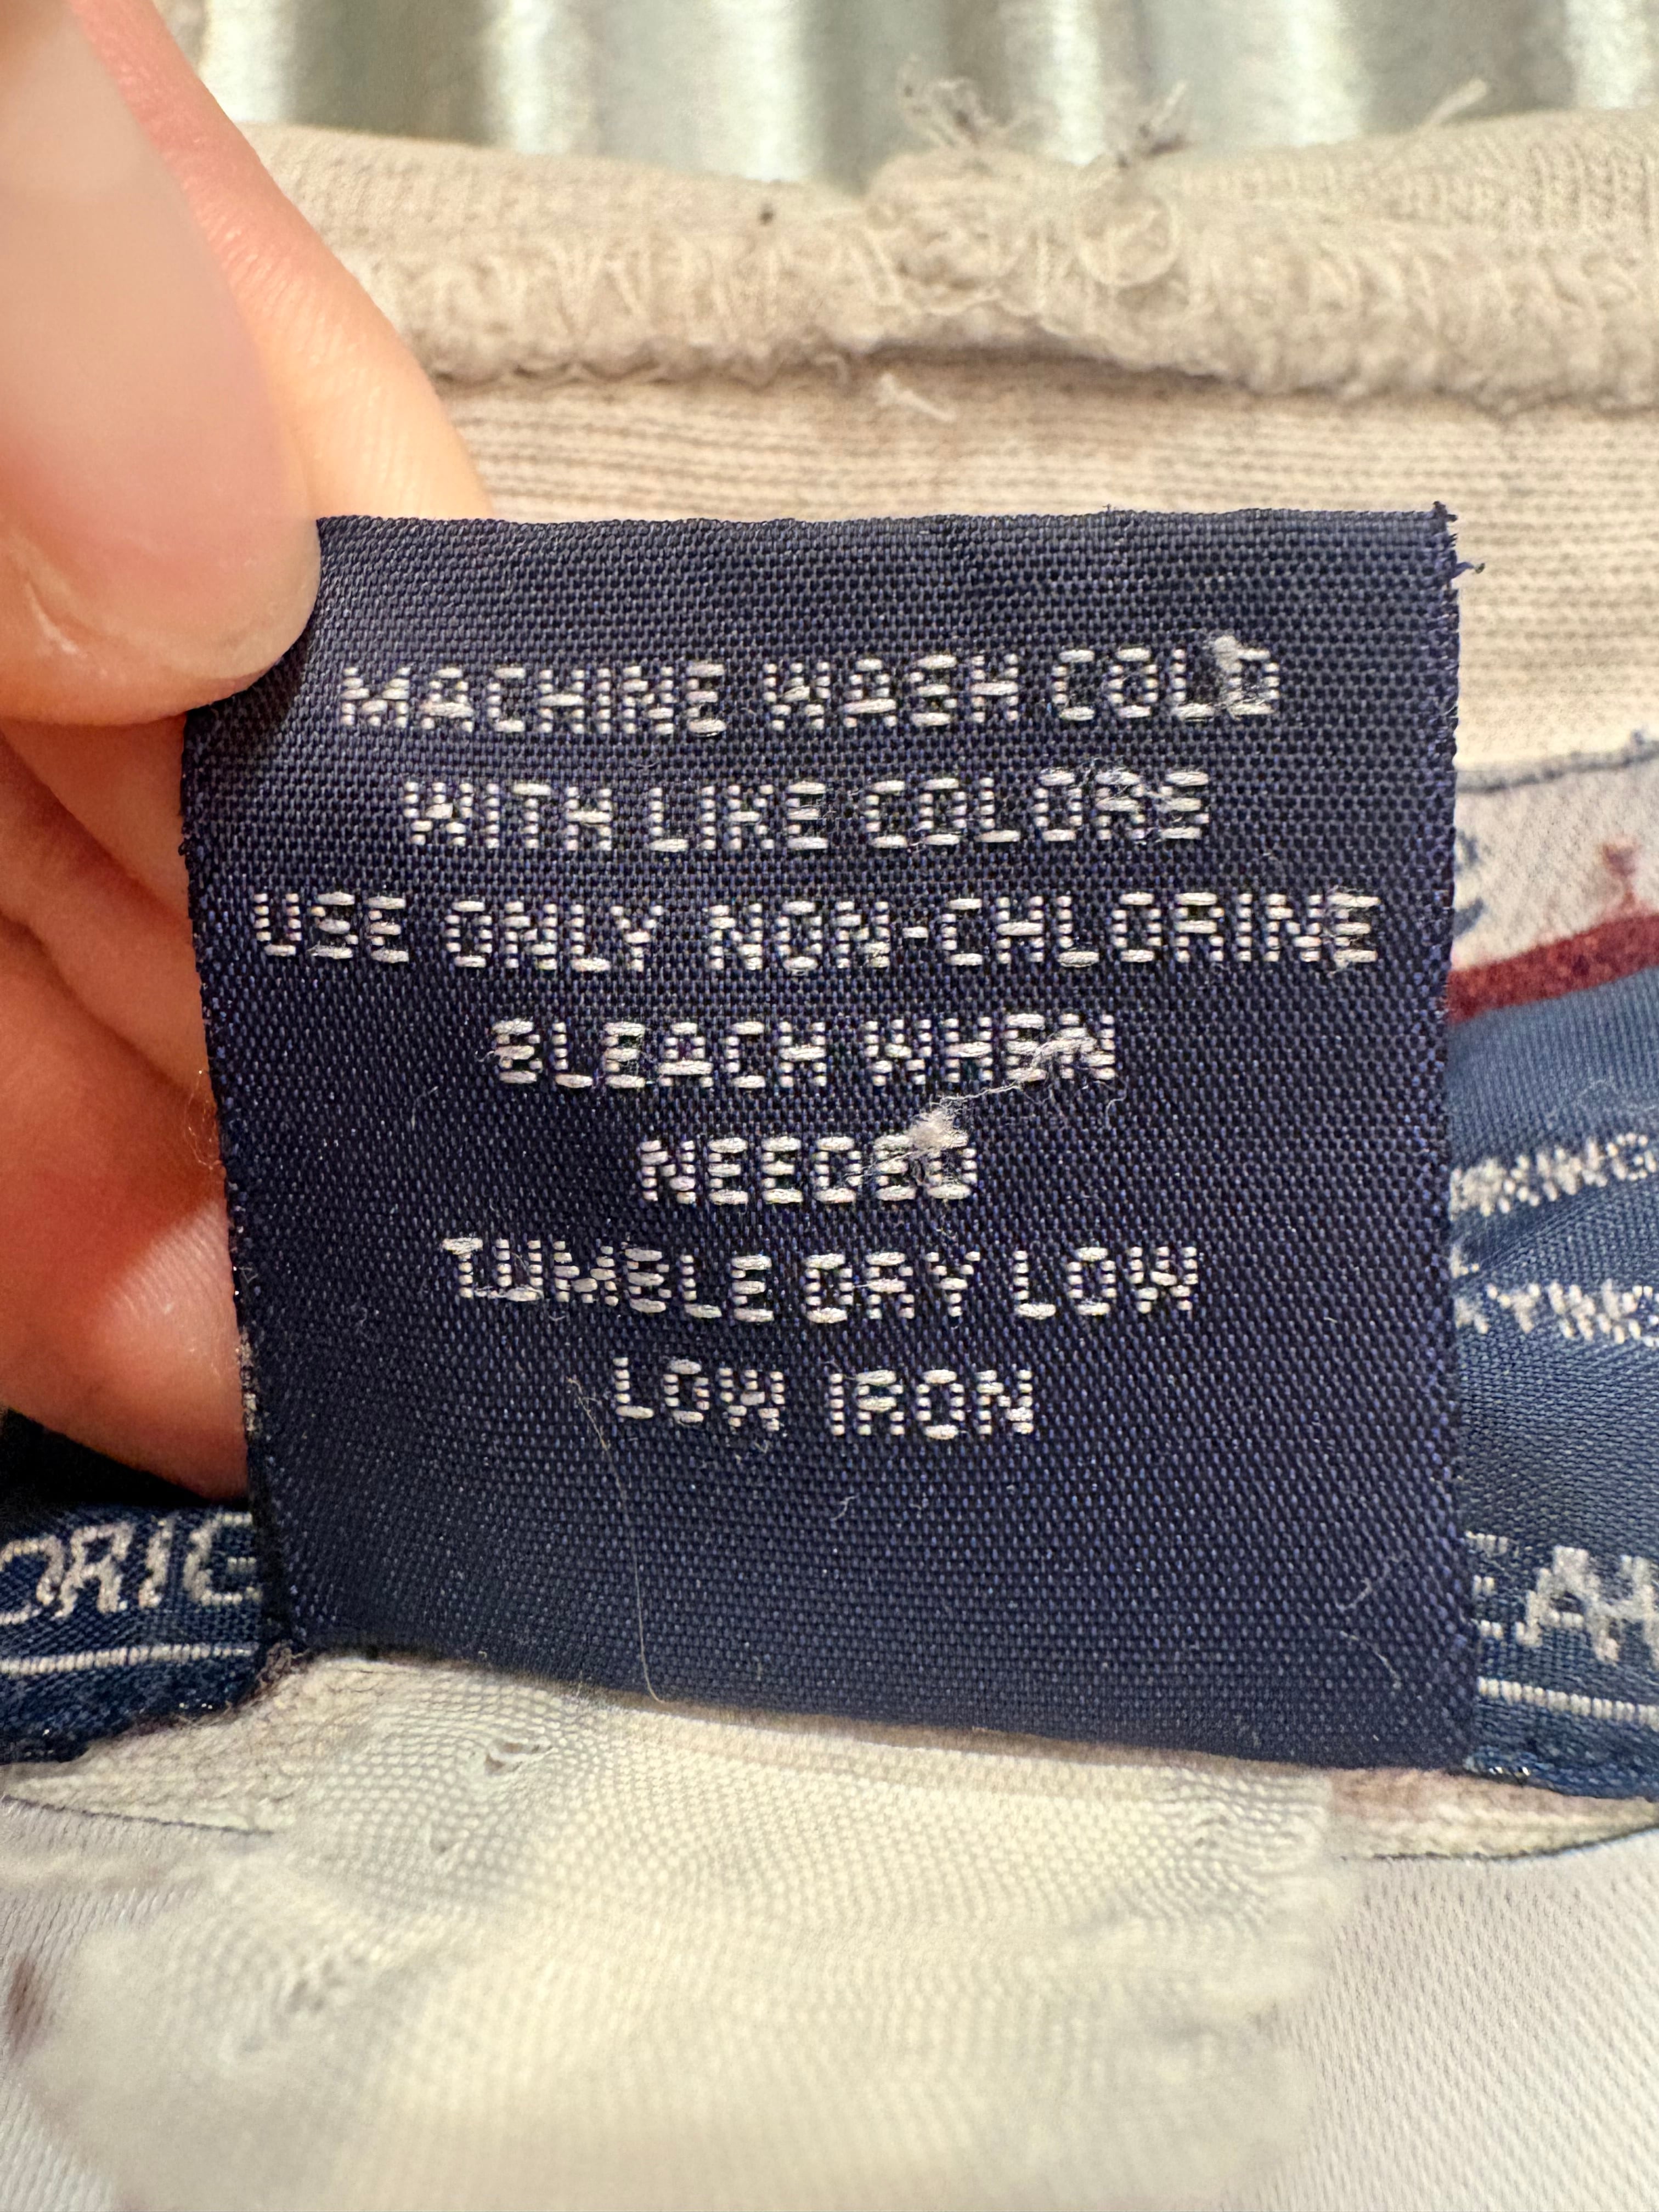 MACHINE WASH COLD
WITH LIKE COLORS
USE ONLY NON-CHLORINE
BLEACH WHEN
NEEDED
TUMBLE DRY LOW
LOW IRON